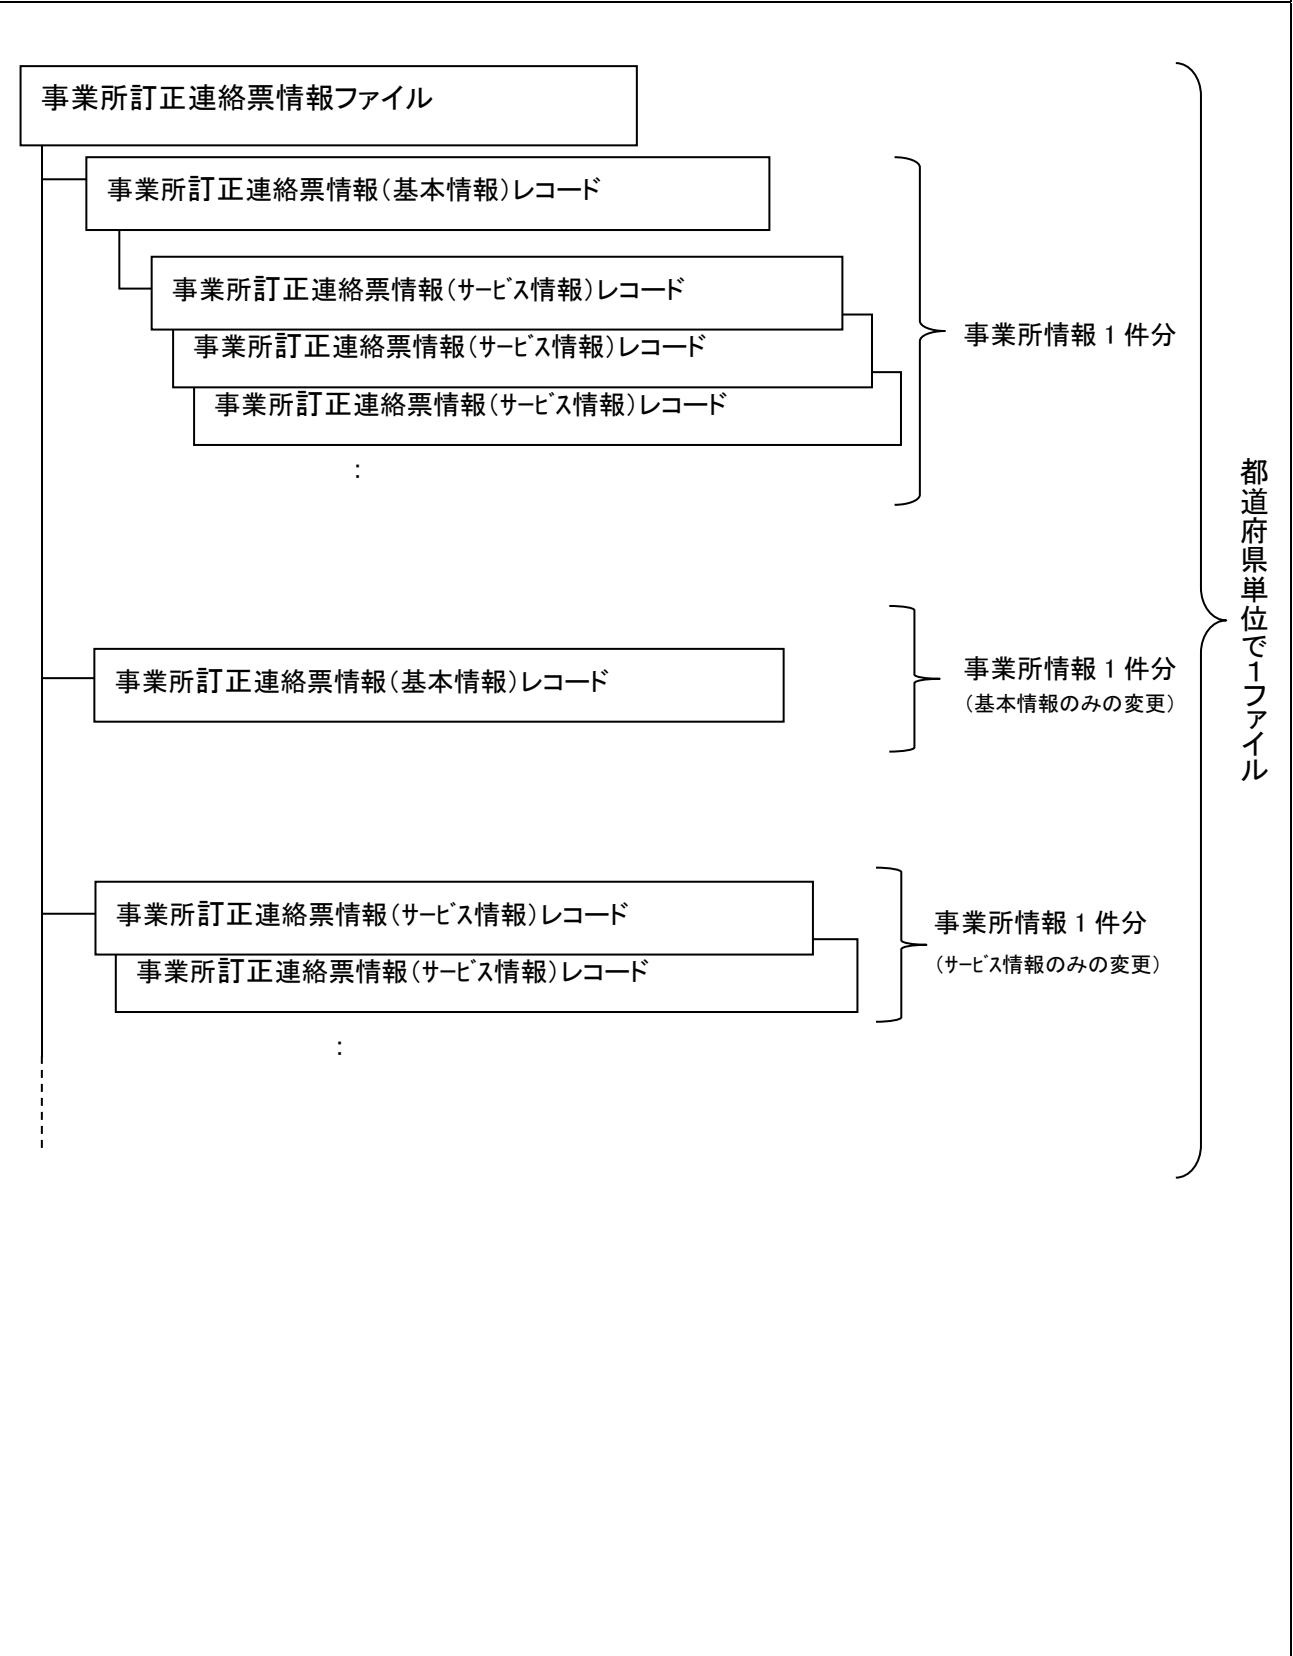 事業所訂正連絡票情報ファイル
事業所訂正連絡票情報（基本情報）レコード
事業所訂正連絡票情報（ｻｰﾋﾞｽ情報）レコード
事業所訂正連絡票情報（ｻｰﾋﾞｽ情報）レコード
事業所訂正連絡票情報（ｻｰﾋﾞｽ情報）レコード
：
事業所情報１件分
事業所訂正連絡票情報（基本情報）レコード
事業所情報１件分
（基本情報のみの変更）
事業所訂正連絡票情報（ｻｰﾋﾞｽ情報）レコード
事業所訂正連絡票情報（ｻｰﾋﾞｽ情報）レコード
：
事業所情報１件分
（ｻｰﾋﾞｽ情報のみの変更）
都道府県単位で１ファイル